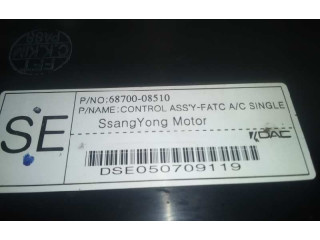 P/NO:68700-08510
P/NAME:CONTROL ASS'Y-FATC A/C SINGLE
SE
SsangYong Motor
DSE050709119